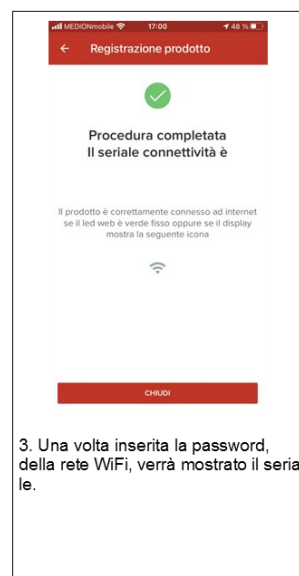 MEDIONmobile 17:00 48 %
Registrazione prodotto
Procedura completata
Il seriale connettività è
Il prodotto è correttamente connesso ad internet
se il led web è verde fisso oppure se il display
mostra la seguente icona
CHIUDI
3. Una volta inserita la password,
della rete WiFi, verrà mostrato il seria
le.